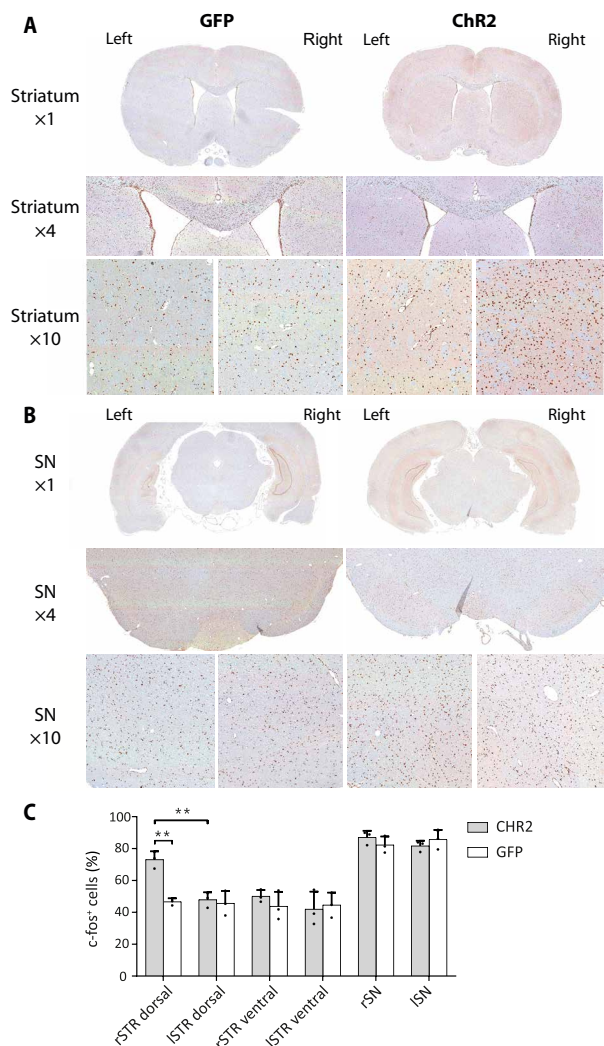 A
GFP
ChR2
Left
Right
Left
Right
Striatum
×1
Striatum
×4
Striatum
×10
B
Left
Right
Left
Right
SN
×1
SN
×4
SN
×10
C
c-fos⁺ cells (%)
100
80
60
40
20
0
**
**
CHR2
GFP
rSTR dorsal
lSTR dorsal
rSTR ventral
lSTR ventral
rSN
lSN